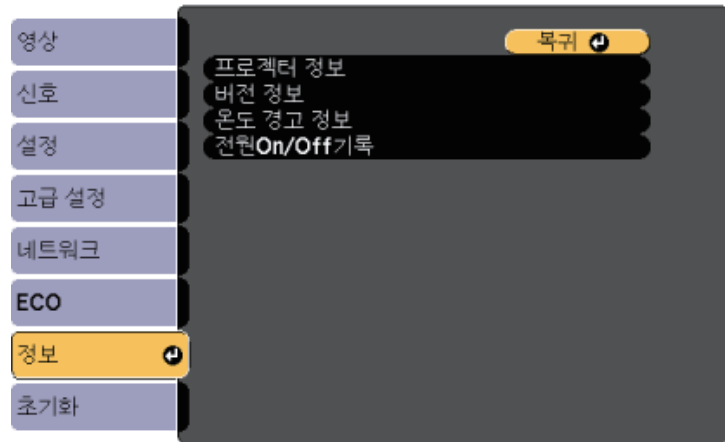 영상
신호
설정
고급 설정
네트워크
ECO
정보
초기화
복귀
프로젝터 정보
버전 정보
온도 경고 정보
전원On/Off기록